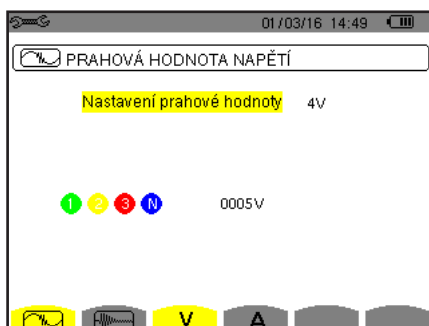 01/03/16 14:49
PRAHOVÁ HODNOTA NAPĚTÍ
Nastavení prahové hodnoty 4V
1 2 3 N 0005V
V A